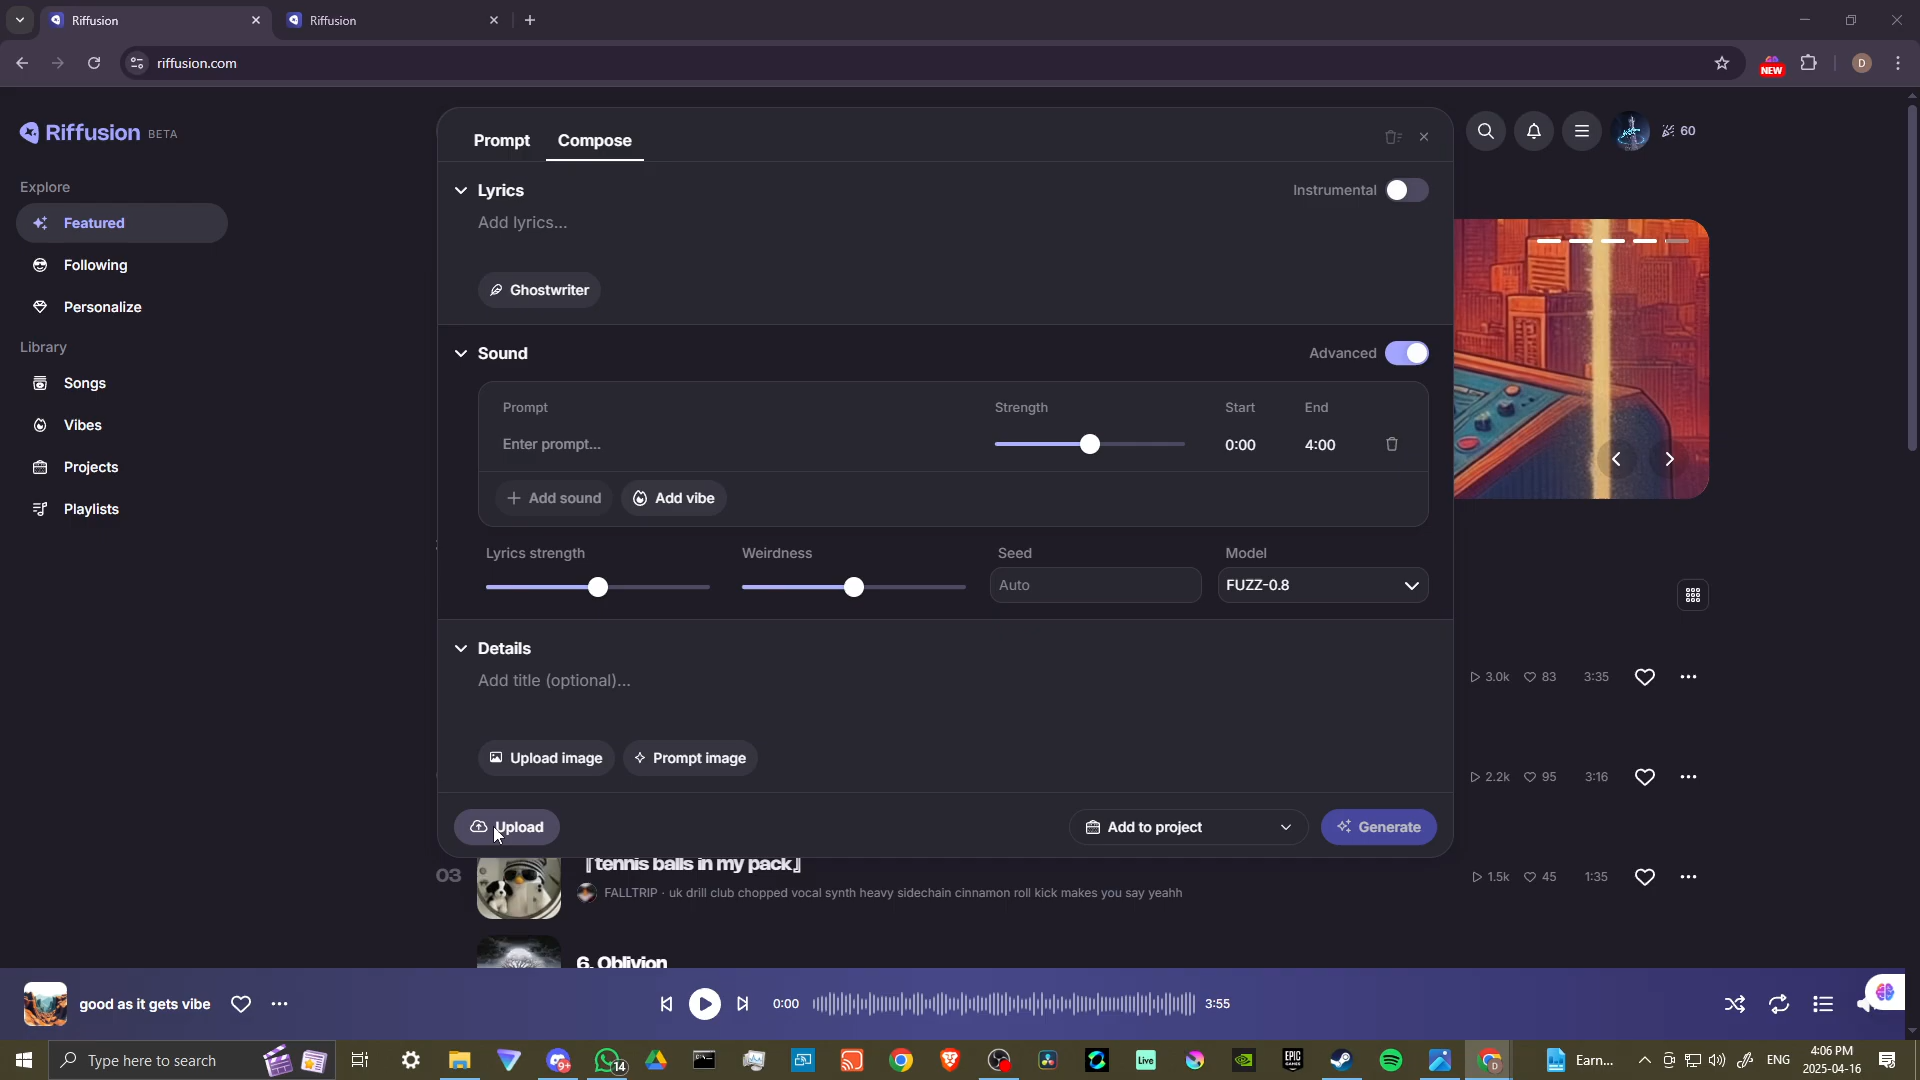 Riffusion
Riffusion
riffusion.com
NEW
D
Riffusion BETA
Explore
Featured
Following
Personalize
Library
Songs
Vibes
Projects
Playlists
Prompt
Compose
60
Lyrics
Instrumental
Add lyrics...
Ghostwriter
Sound
Advanced
Prompt
Strength
Start
End
Enter prompt...
0:00
4:00
Add sound
Add vibe
Lyrics strength
Weirdness
Seed
Model
Auto
FUZZ-0.8
Details
Add title (optional)...
Upload image
Prompt image
3.0k 83 3:35
2.2k 95 3:16
Upload
Add to project
Generate
03
『tennis balls in my pack』
FALLTRIP · uk drill club chopped vocal synth heavy sidechain cinnamon roll kick makes you say yeahh
1.5k 45 1:35
6. Oblivion
good as it gets vibe
0:00
3:55
Type here to search
9+
14
Live
EPIC
GAMES
D
Earn...
ENG
4:06 PM
2025-04-16